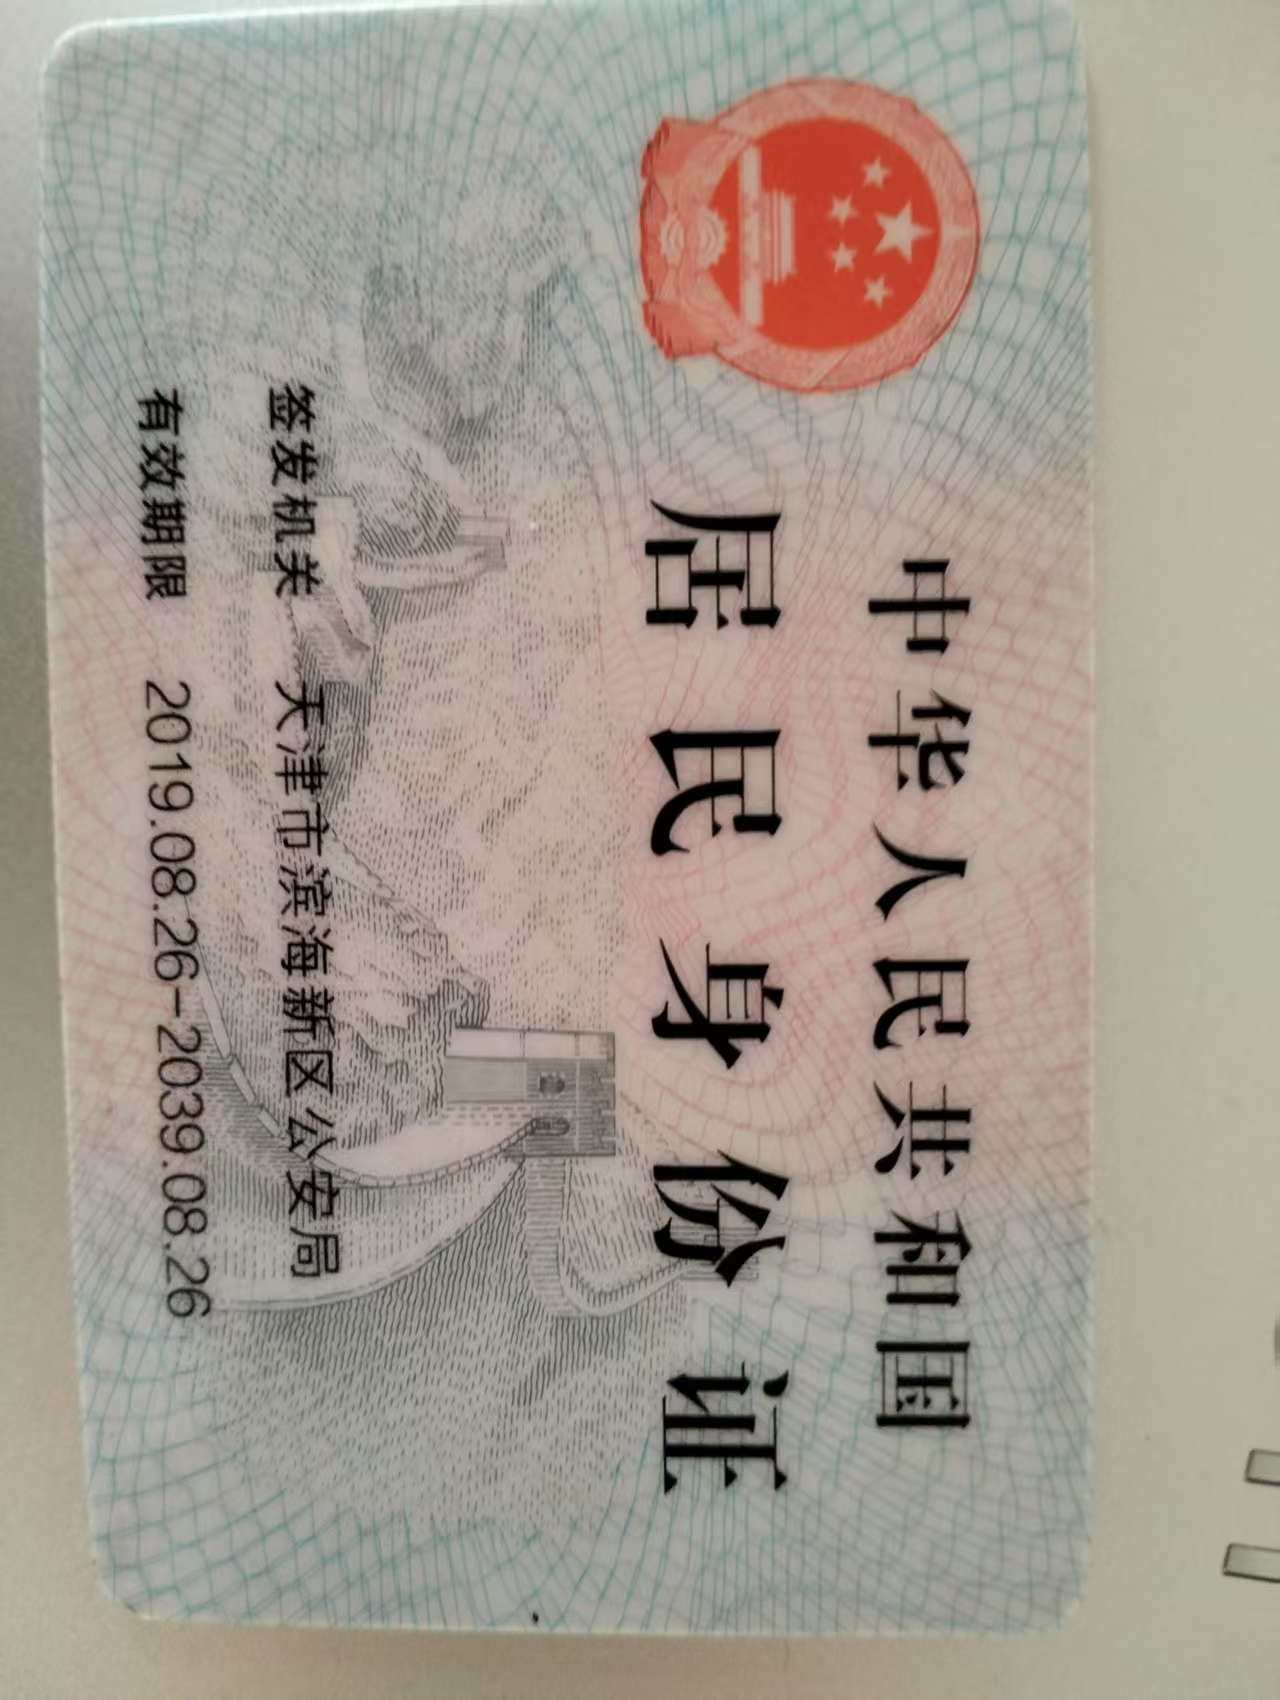 中华人民共和国
居民身份证
签发机关 天津市滨海新区公安局
有效期限 2019.08.26-2039.08.26